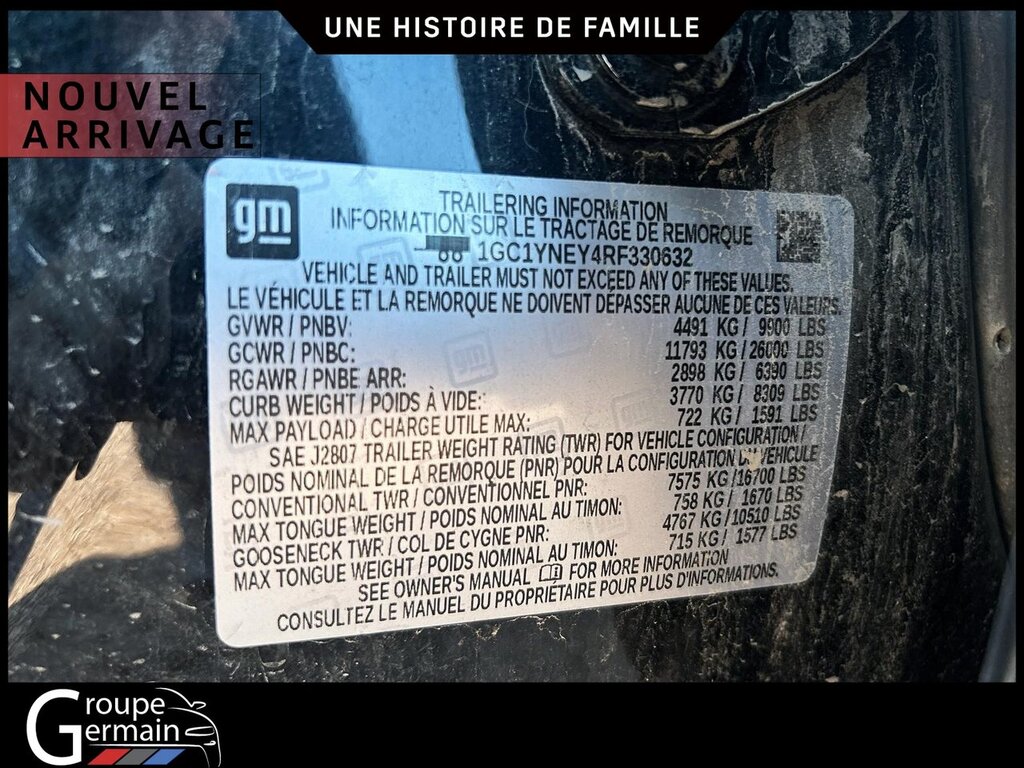 UNE HISTOIRE DE FAMILLE
NOUVEL
ARRIVAGE
gm
TRAILERING INFORMATION
INFORMATION SUR LE TRACTAGE DE REMORQUE
1GC1YNEY4RF330632
VEHICLE AND TRAILER MUST NOT EXCEED ANY OF THESE VALUES.
LE VÉHICULE ET LA REMORQUE NE DOIVENT DÉPASSER AUCUNE DE CES VALEURS.
GVWR / PNBV: 4491 KG / 9900 LBS
GCWR / PNBC: 11793 KG / 26000 LBS
RGAWR / PNBE ARR: 2898 KG / 6390 LBS
CURB WEIGHT / POIDS À VIDE: 3770 KG / 8309 LBS
MAX PAYLOAD / CHARGE UTILE MAX: 722 KG / 1591 LBS
SAE J2807 TRAILER WEIGHT RATING (TWR) FOR VEHICLE CONFIGURATION /
POIDS NOMINAL DE LA REMORQUE (PNR) POUR LA CONFIGURATION DU VÉHICULE
CONVENTIONAL TWR / CONVENTIONNEL PNR: 7575 KG /16700 LBS
MAX TONGUE WEIGHT / POIDS NOMINAL AU TIMON: 758 KG / 1670 LBS
GOOSENECK TWR / COL DE CYGNE PNR: 4767 KG /10510 LBS
MAX TONGUE WEIGHT / POIDS NOMINAL AU TIMON: 715 KG / 1577 LBS
SEE OWNER'S MANUAL FOR MORE INFORMATION
CONSULTEZ LE MANUEL DU PROPRIÉTAIRE POUR PLUS D'INFORMATIONS.
Groupe
Germain